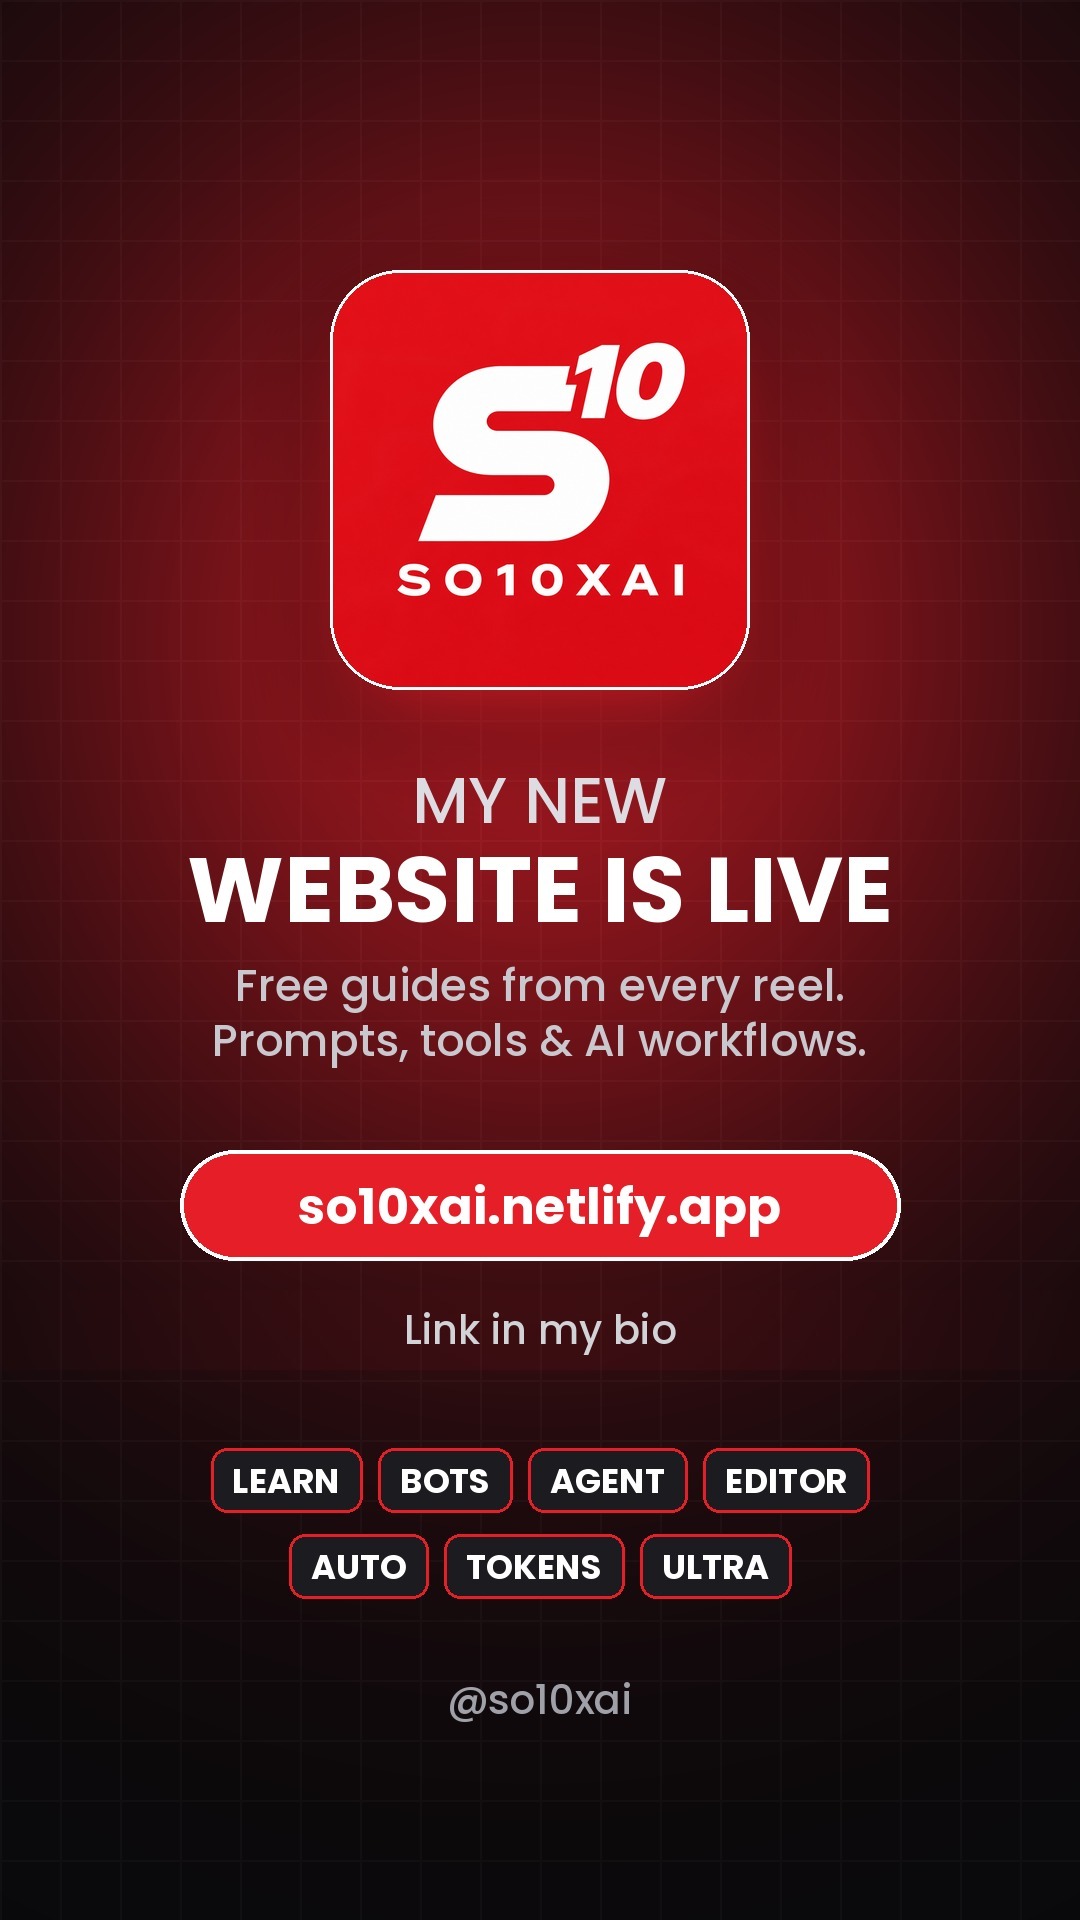 S10
SO10XAI
MY NEW
WEBSITE IS LIVE
Free guides from every reel.
Prompts, tools & AI workflows.
so10xai.netlify.app
Link in my bio
LEARN BOTS AGENT EDITOR
AUTO TOKENS ULTRA
@so10xai